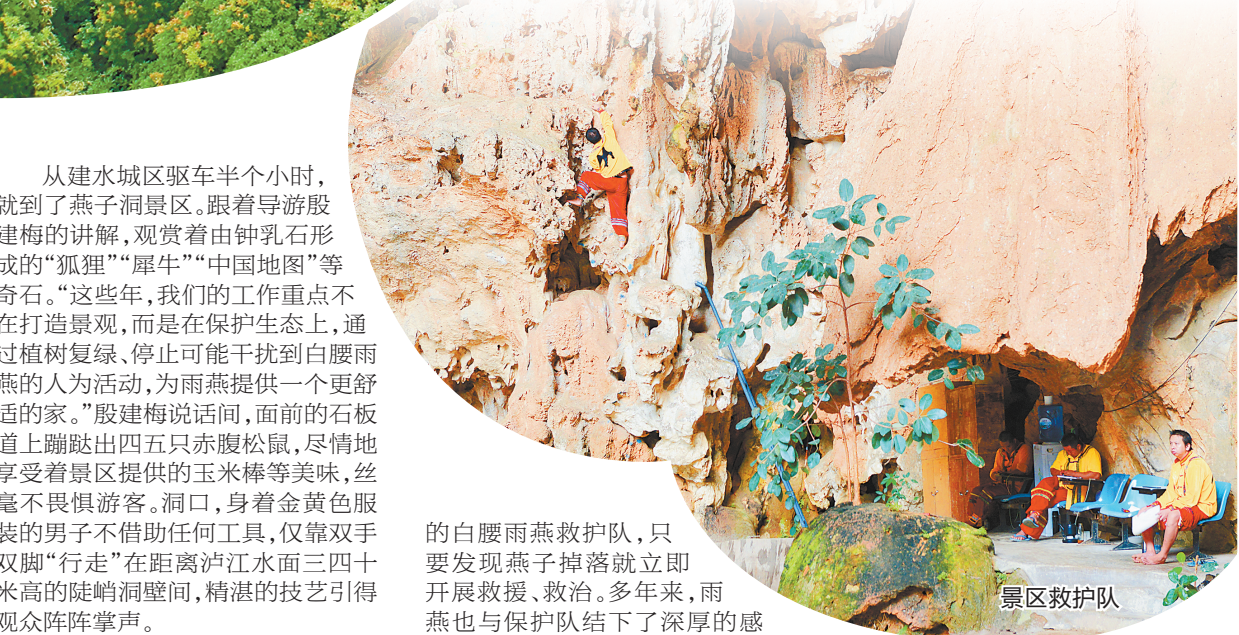 从建水城区驱车半个小时，
就到了燕子洞景区。跟着导游殷
建梅的讲解，观赏着由钟乳石形
成的“狐狸”“犀牛”“中国地图”等
奇石。“这些年，我们的工作重点不
在打造景观，而是在保护生态上，通
过植树复绿、停止可能干扰到白腰雨
燕的人为活动，为雨燕提供一个更舒
适的家。”殷建梅说话间，面前的石板
道上蹦跶出四五只赤腹松鼠，尽情地
享受着景区提供的玉米棒等美味，丝
毫不畏惧游客。洞口，身着金黄色服
装的男子不借助任何工具，仅靠双手
双脚“行走”在距离泸江水面三四十
米高的陡峭洞壁间，精湛的技艺引得
观众阵阵掌声。
的白腰雨燕救护队，只
要发现燕子掉落就立即
开展救援、救治。多年来，雨
燕也与保护队结下了深厚的感
景区救护队